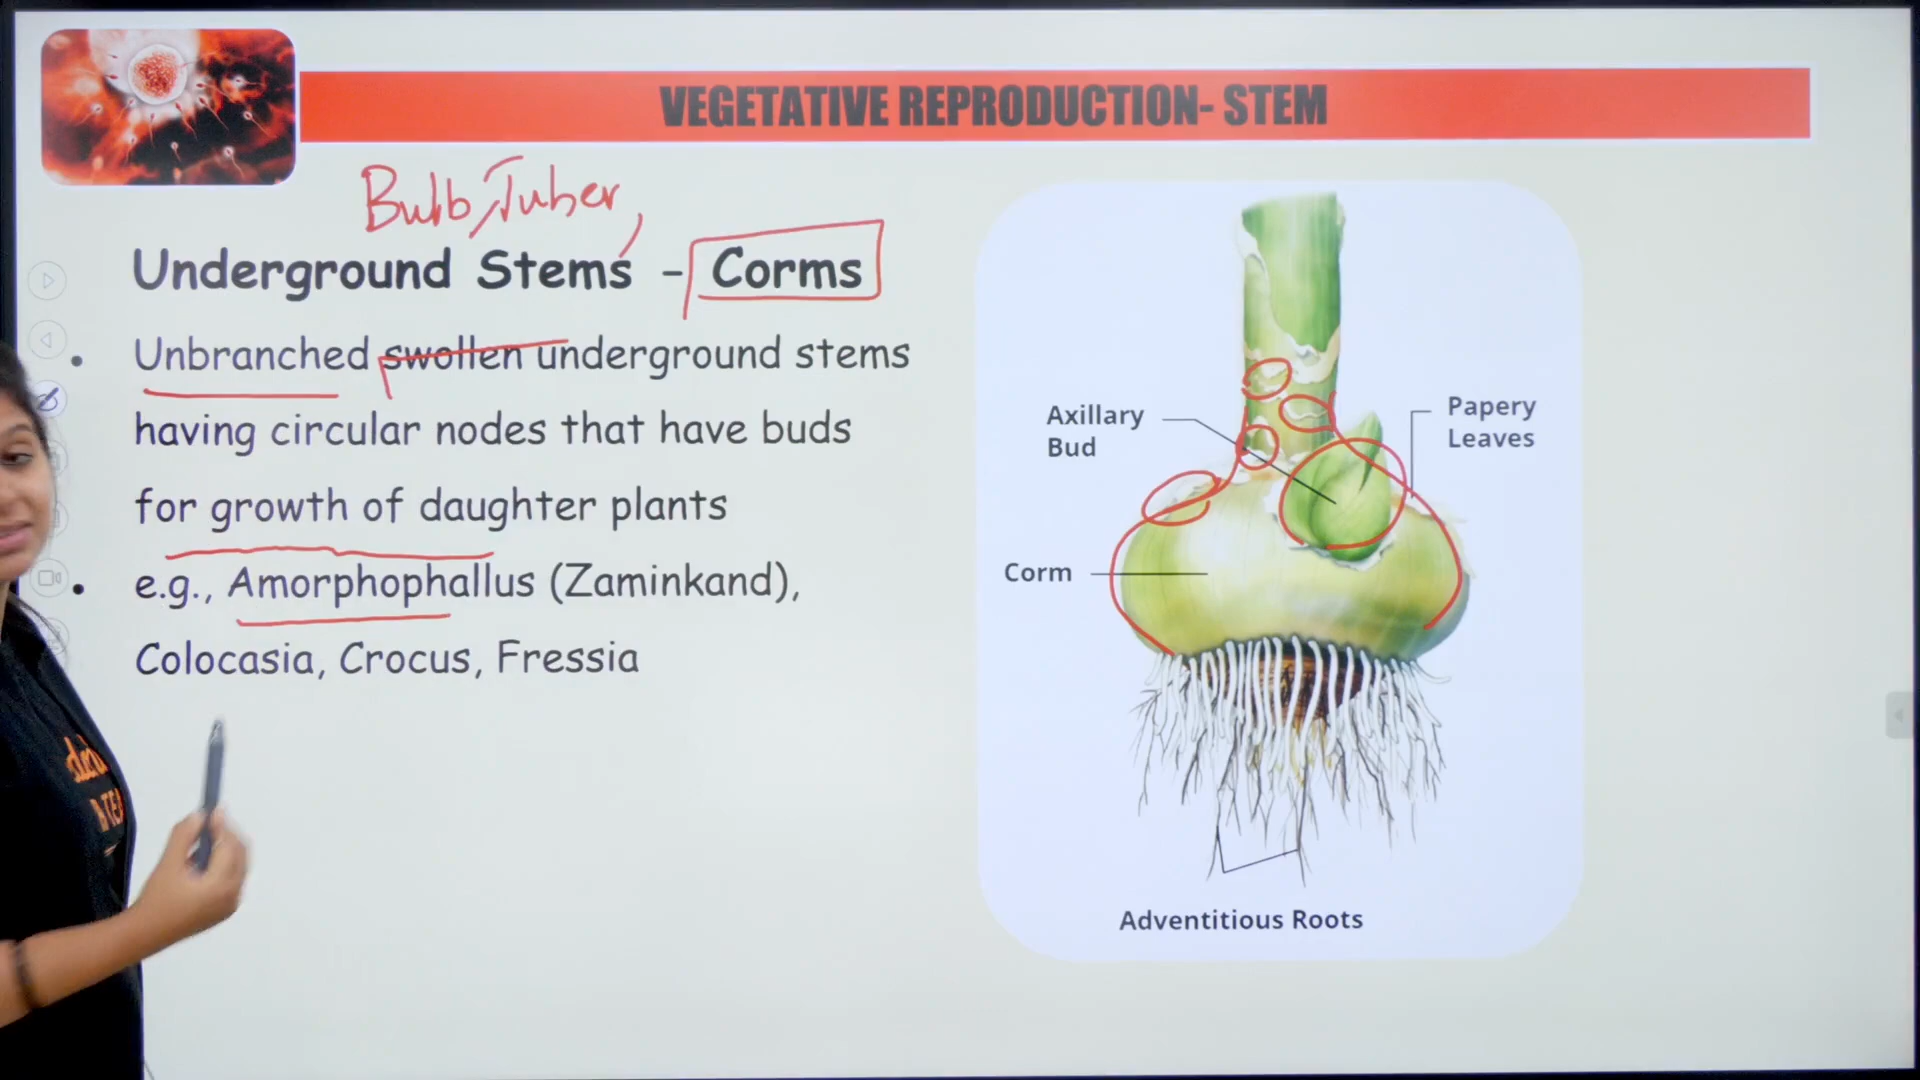 VEGETATIVE REPRODUCTION- STEM
Bulb, Tuber,
Underground Stems - Corms
• Unbranched swollen underground stems
having circular nodes that have buds
for growth of daughter plants
• e.g., Amorphophallus (Zaminkand),
Colocasia, Crocus, Fressia
Axillary
Bud
Papery
Leaves
Corm
Adventitious Roots